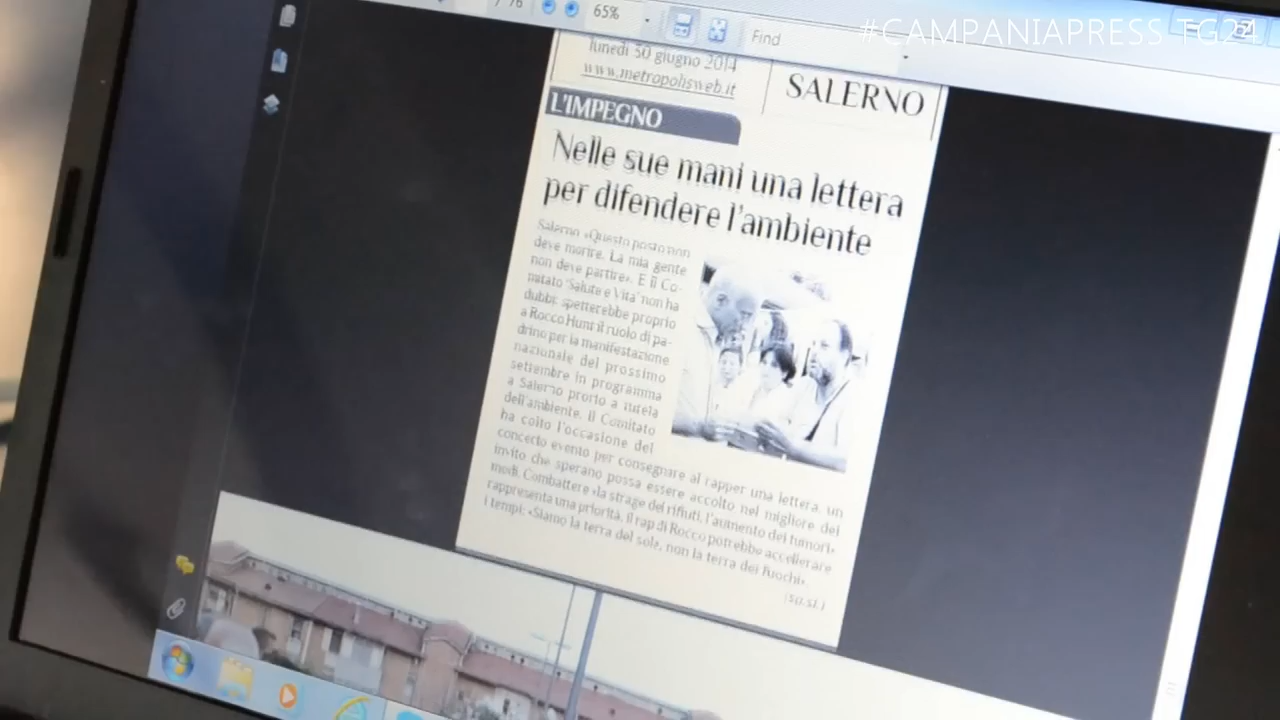 / 76
65%
Find
#CAMPANIAPRESS TG24
lunedì 30 giugno 2014
www.metropolisweb.it
SALERNO
L'IMPEGNO
Nelle sue mani una lettera
per difendere l'ambiente
Salerno «Questo posto non
deve morire. La mia gente
non deve partire». E il Co-
mitato 'Salute e Vita' non ha
dubbi: spetterebbe proprio
a Rocco Hunt il ruolo di pa-
drino per la manifestazione
nazionale del prossimo
settembre in programma
a Salerno pronto a tutela
dell'ambiente. Il Comitato
ha colto l'occasione del
concerto evento per consegnare al rapper una lettera, un
invito che sperano possa essere accolto nel migliore dei
modi. Combattere «la strage dei rifiuti, l'aumento dei tumori»
rappresenta una priorità, il rap di Rocco potrebbe accellerare
i tempi: «Siamo la terra del sole, non la terra dei fuochi».
(sa.si.)